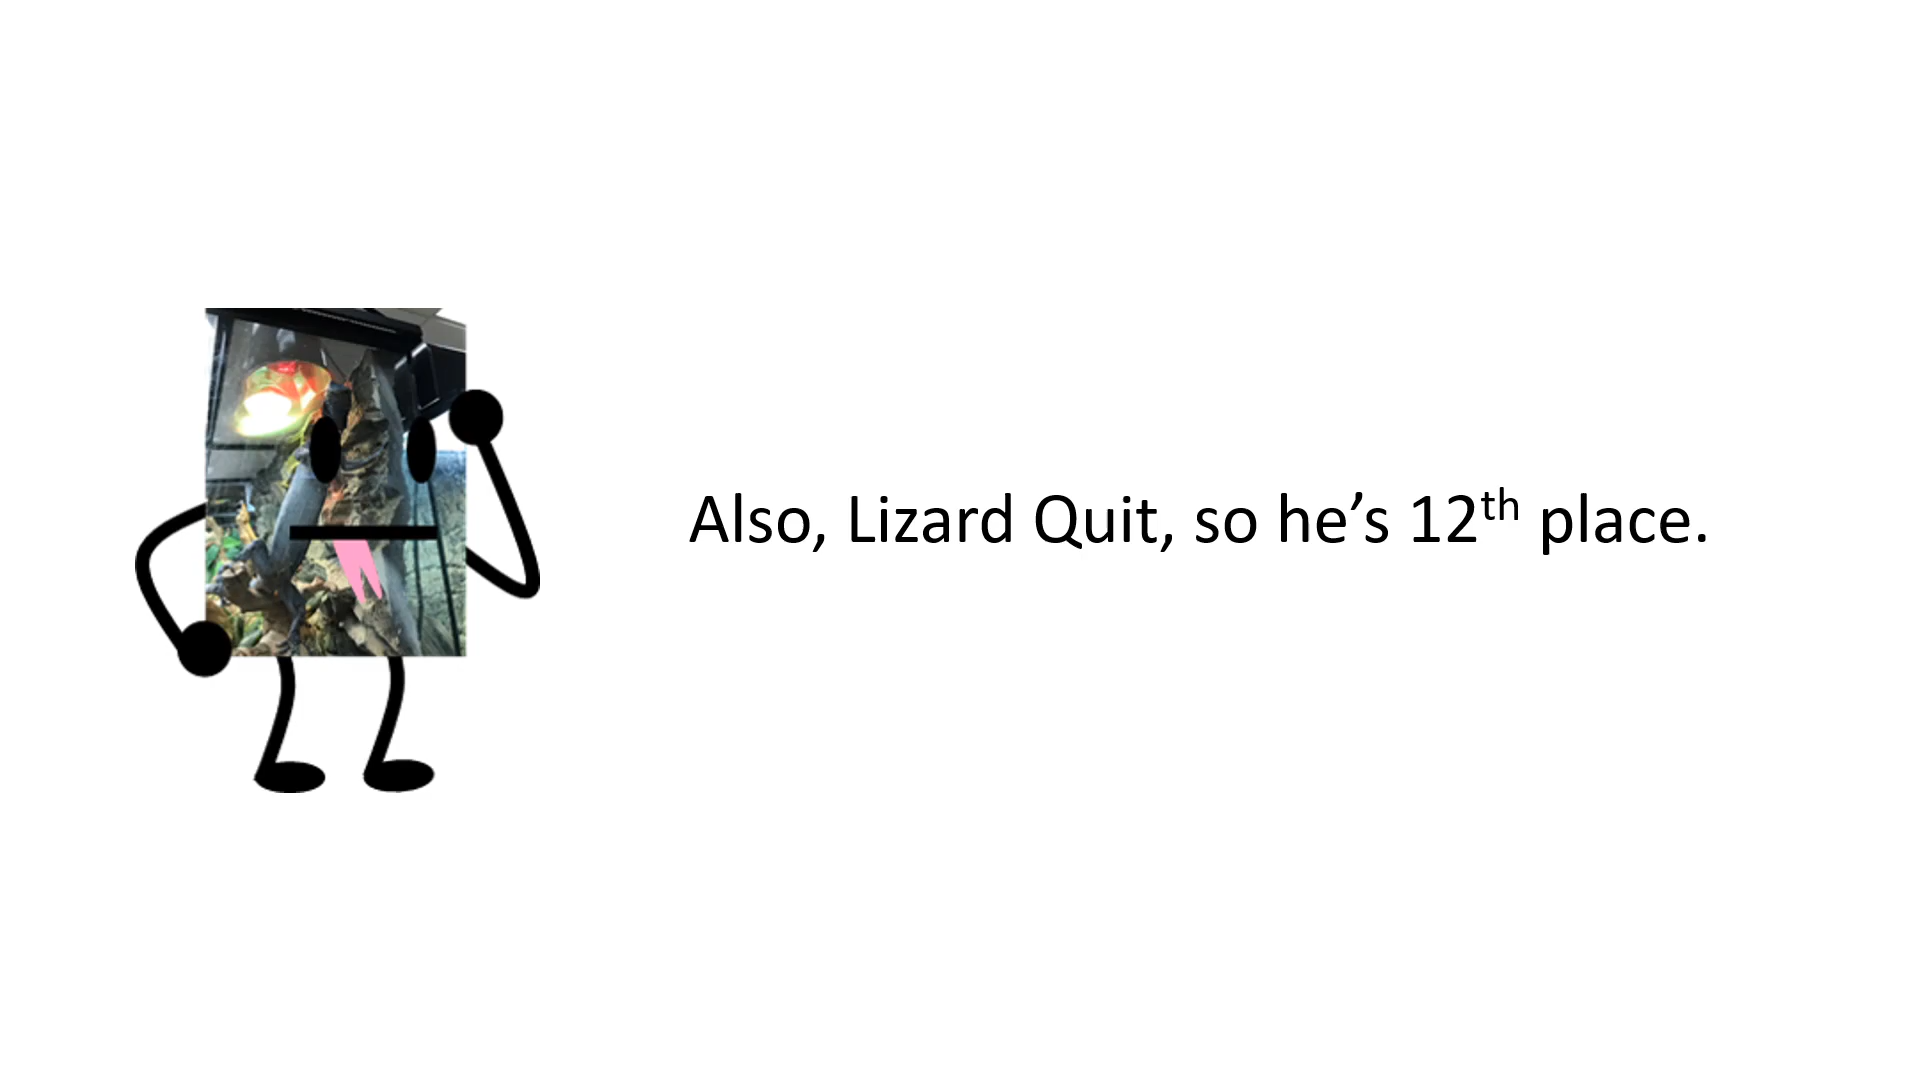 Also, Lizard Quit, so he’s 12th place.